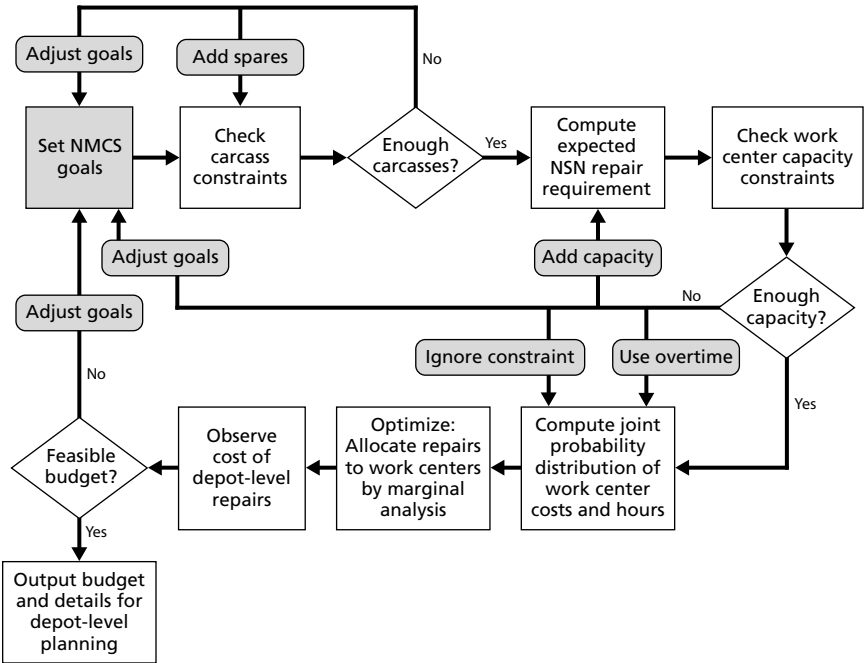 Adjust goals
Add spares
No
Set NMCS
goals
Check
carcass
constraints
Enough
carcasses?
Yes
Compute
expected
NSN repair
requirement
Check work
center capacity
constraints
Adjust goals
Add capacity
Adjust goals
No
Enough
capacity?
Ignore constraint
Use overtime
No
Yes
Feasible
budget?
Observe
cost of
depot-level
repairs
Optimize:
Allocate repairs
to work centers
by marginal
analysis
Compute joint
probability
distribution of
work center
costs and hours
Yes
Output budget
and details for
depot-level
planning